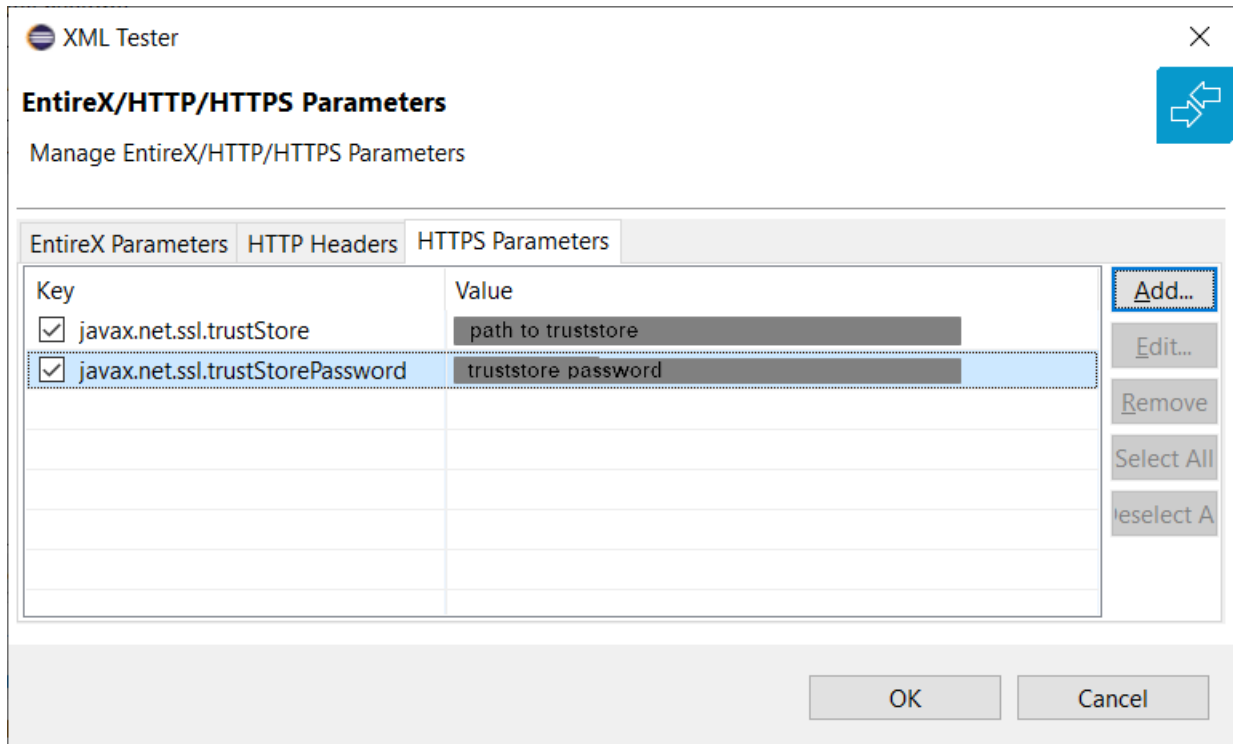 XML Tester
EntireX/HTTP/HTTPS Parameters
Manage EntireX/HTTP/HTTPS Parameters
EntireX Parameters HTTP Headers HTTPS Parameters
Key Value
javax.net.ssl.trustStore path to truststore
javax.net.ssl.trustStorePassword truststore password
Add...
Edit...
Remove
Select All
eselect A
OK Cancel